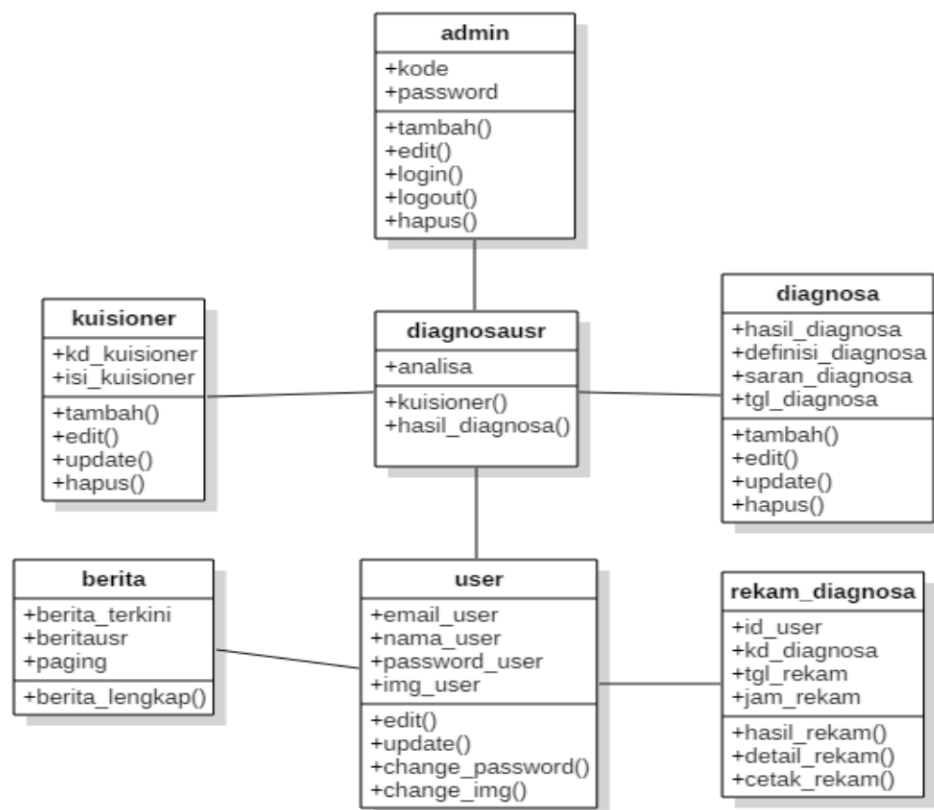 admin
+kode
+password
+tambah()
+edit()
+login()
+logout()
+hapus()
kuisioner
+kd_kuisioner
+isi_kuisioner
+tambah()
+edit()
+update()
+hapus()
diagnosausr
+analisa
+kuisioner()
+hasil_diagnosa()
diagnosa
+hasil_diagnosa
+definisi_diagnosa
+saran_diagnosa
+tgl_diagnosa
+tambah()
+edit()
+update()
+hapus()
berita
+berita_terkini
+beritausr
+paging
+berita_lengkap()
user
+email_user
+nama_user
+password_user
+img_user
+edit()
+update()
+change_password()
+change_img()
rekam_diagnosa
+id_user
+kd_diagnosa
+tgl_rekam
+jam_rekam
+hasil_rekam()
+detail_rekam()
+cetak_rekam()